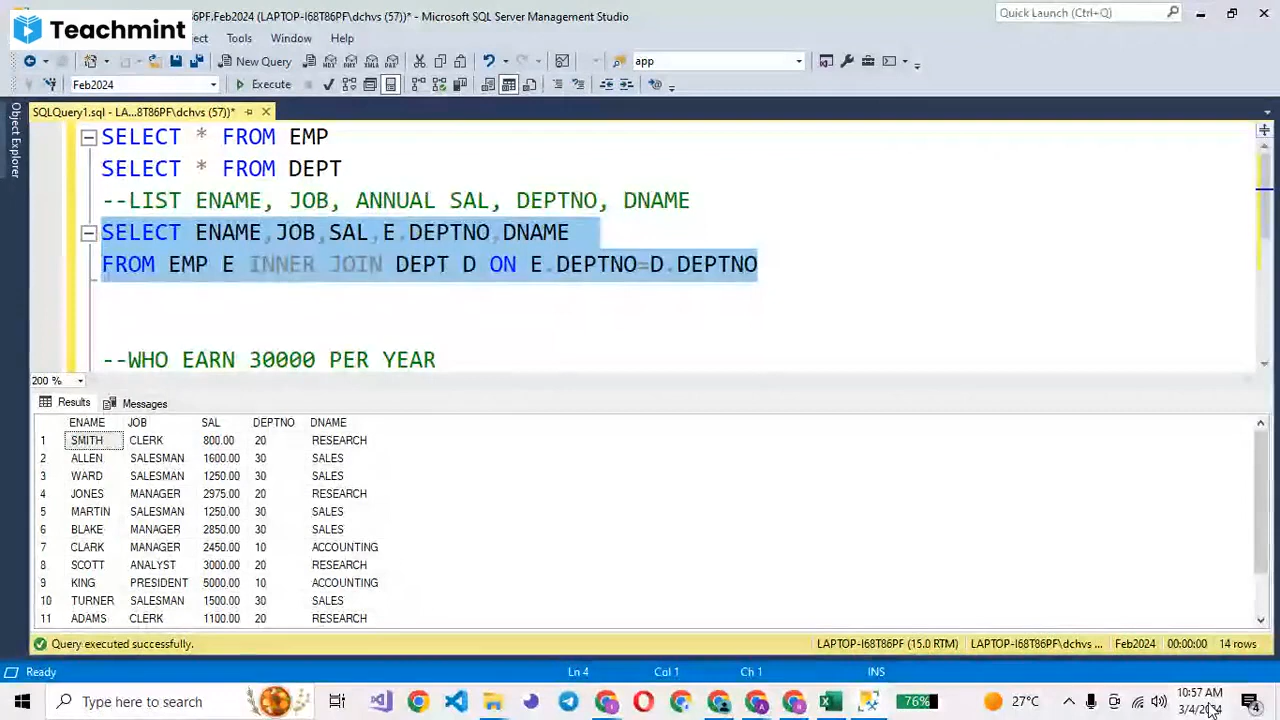 PF.Feb2024 (LAPTOP-I68T86PF\dchvs (57))* - Microsoft SQL Server Management Studio
Quick Launch (Ctrl+Q)
Teachmint
Tools Window Help
New Query
app
Feb2024
Execute
SQLQuery1.sql - LA...8T86PF\dchvs (57))*
Object Explorer
SELECT * FROM EMP
SELECT * FROM DEPT
--LIST ENAME, JOB, ANNUAL SAL, DEPTNO, DNAME
SELECT ENAME,JOB,SAL,E.DEPTNO,DNAME
FROM EMP E INNER JOIN DEPT D ON E.DEPTNO=D.DEPTNO
--WHO EARN 30000 PER YEAR
200 %
Results Messages
ENAME JOB SAL DEPTNO DNAME
1 SMITH CLERK 800.00 20 RESEARCH
2 ALLEN SALESMAN 1600.00 30 SALES
3 WARD SALESMAN 1250.00 30 SALES
4 JONES MANAGER 2975.00 20 RESEARCH
5 MARTIN SALESMAN 1250.00 30 SALES
6 BLAKE MANAGER 2850.00 30 SALES
7 CLARK MANAGER 2450.00 10 ACCOUNTING
8 SCOTT ANALYST 3000.00 20 RESEARCH
9 KING PRESIDENT 5000.00 10 ACCOUNTING
10 TURNER SALESMAN 1500.00 30 SALES
11 ADAMS CLERK 1100.00 20 RESEARCH
Query executed successfully. LAPTOP-I68T86PF (15.0 RTM) LAPTOP-I68T86PF\dchvs ... Feb2024 00:00:00 14 rows
Ready Ln 4 Col 1 Ch 1 INS
Type here to search
76%
27°C
10:57 AM
4